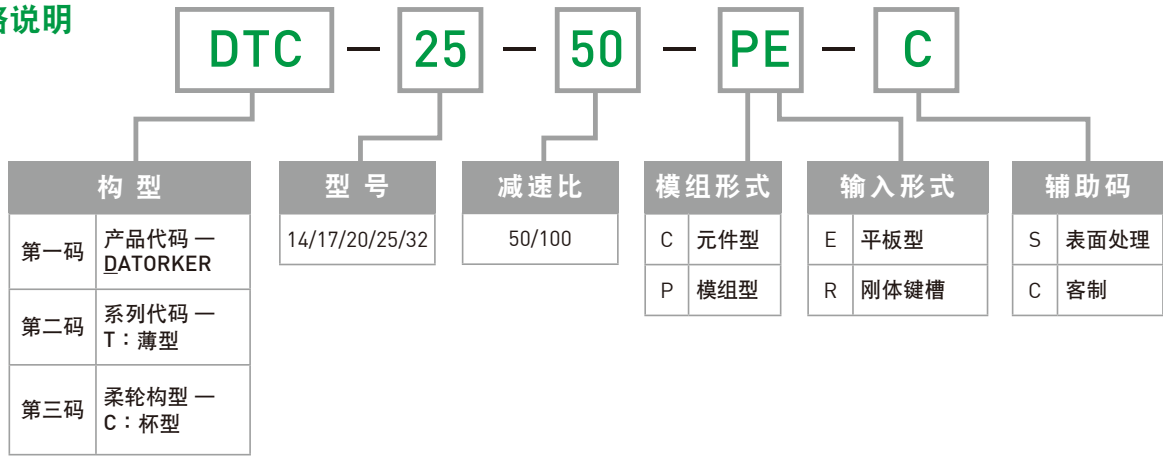 格说明
DTC — 25 — 50 — PE — C
构 型
型 号
减速比
模组形式
输入形式
辅助码
第一码
产品代码 —
DATORKER
第二码
系列代码 —
T：薄型
第三码
柔轮构型 —
C：杯型
14/17/20/25/32
50/100
C 元件型
P 模组型
E 平板型
R 刚体键槽
S 表面处理
C 客制